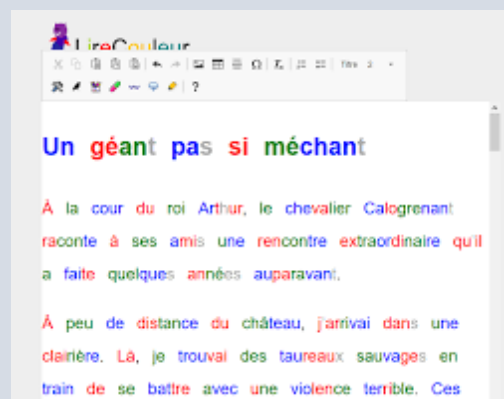 LireCouleur
Titre 2
?
Un géant pas si méchant
À la cour du roi Arthur, le chevalier Calogrenant
raconte à ses amis une rencontre extraordinaire qu'il
a faite quelques années auparavant.
À peu de distance du château, j'arrivai dans une
clairière. Là, je trouvai des taureaux sauvages en
train de se battre avec une violence terrible. Ces